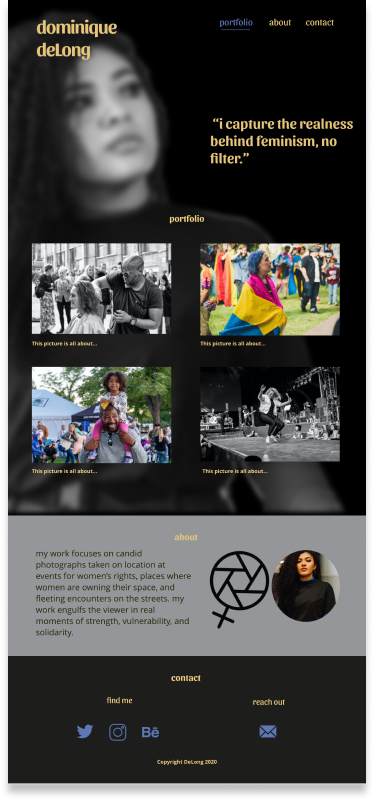 dominique
deLong
portfolio about contact
“i capture the realness
behind feminism, no
filter.”
portfolio
This picture is all about...
This picture is all about...
This picture is all about...
This picture is all about...
about
my work focuses on candid
photographs taken on location at
events for women's rights, places where
women are owning their space, and
fleeting encounters on the streets. my
work engulfs the viewer in real
moments of strength, vulnerability, and
solidarity.
contact
find me
reach out
Bē
Copyright DeLong 2020